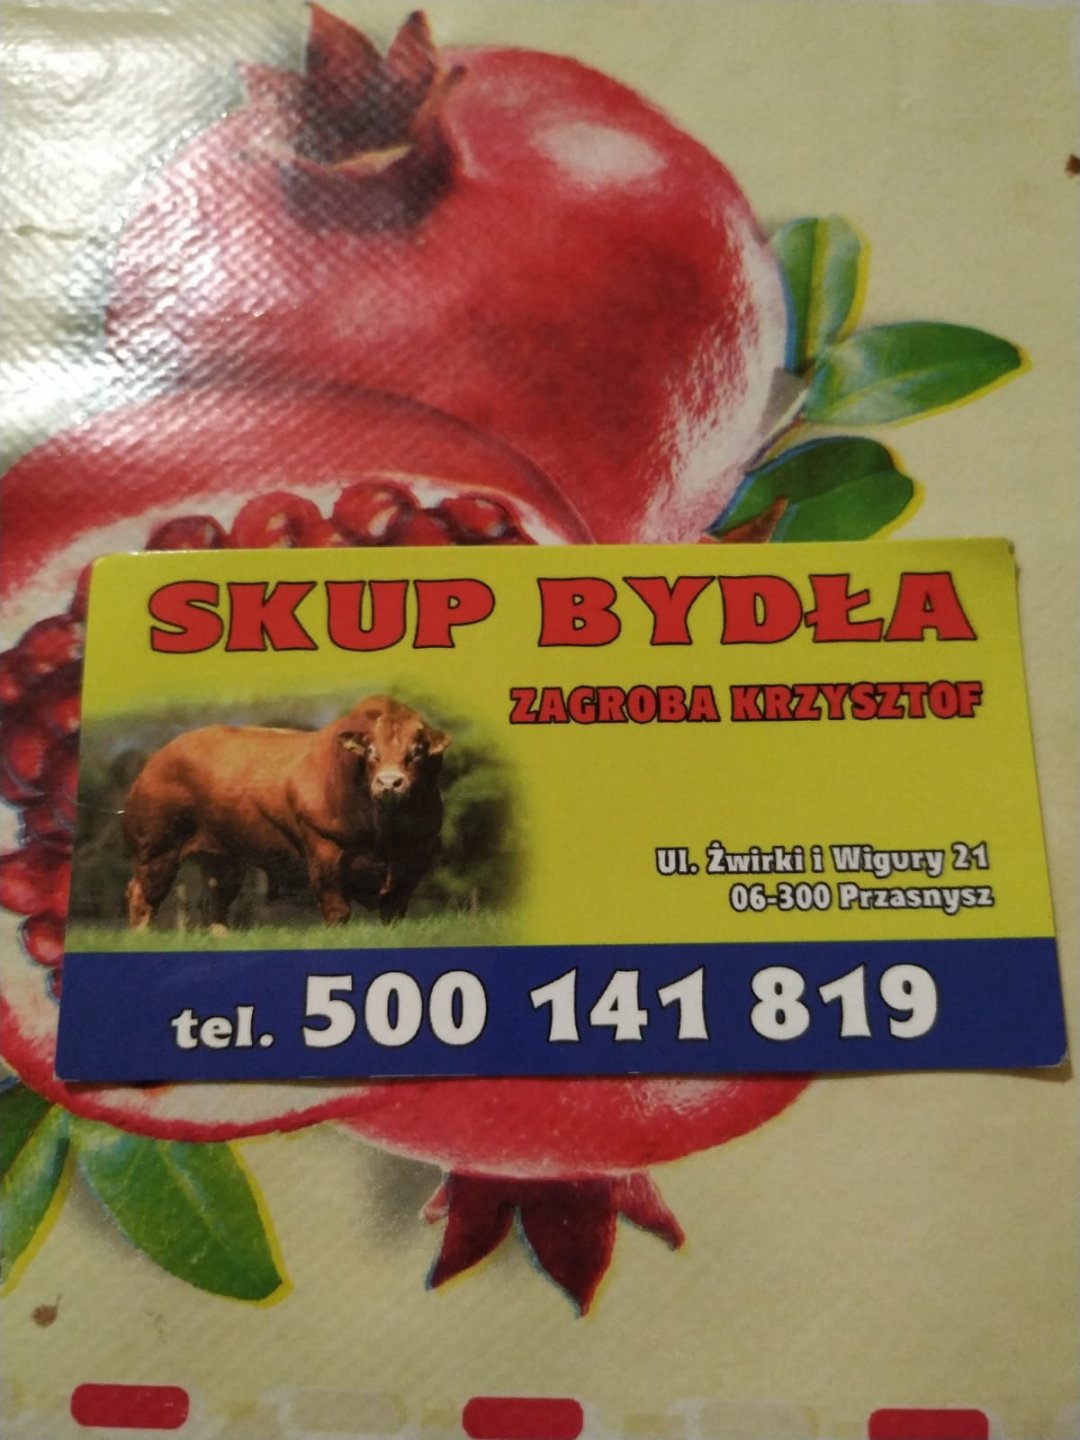 SKUP BYDŁA
ZAGROBA KRZYSZTOF
Ul. Żwirki i Wigury 21
06-300 Przasnysz
tel. 500 141 819